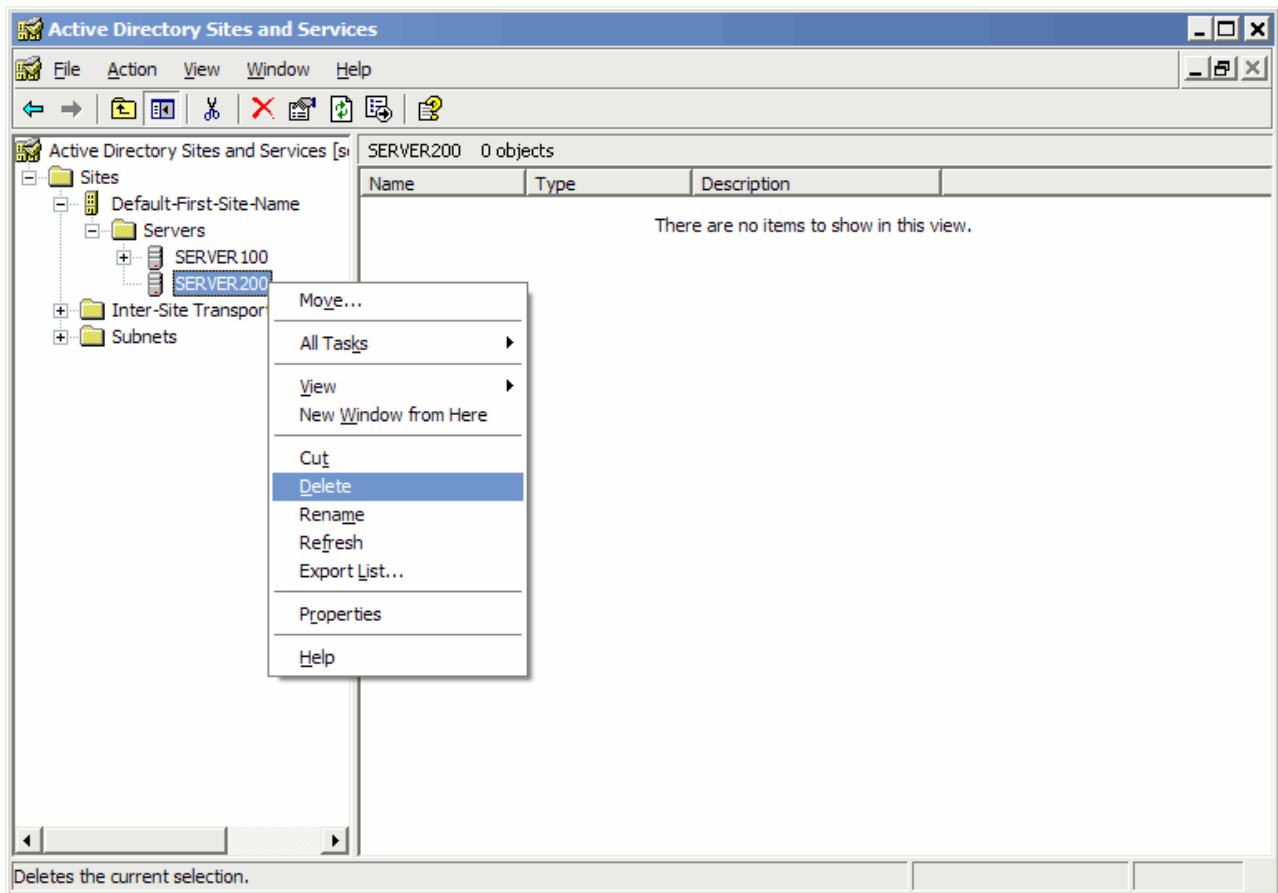 Active Directory Sites and Services
File Action View Window Help
Active Directory Sites and Services [se
SERVER200 0 objects
Sites
Name Type Description
Default-First-Site-Name
There are no items to show in this view.
Servers
SERVER100
SERVER200
Inter-Site Transpor
Subnets
Move...
All Tasks
View
New Window from Here
Cut
Delete
Rename
Refresh
Export List...
Properties
Help
Deletes the current selection.